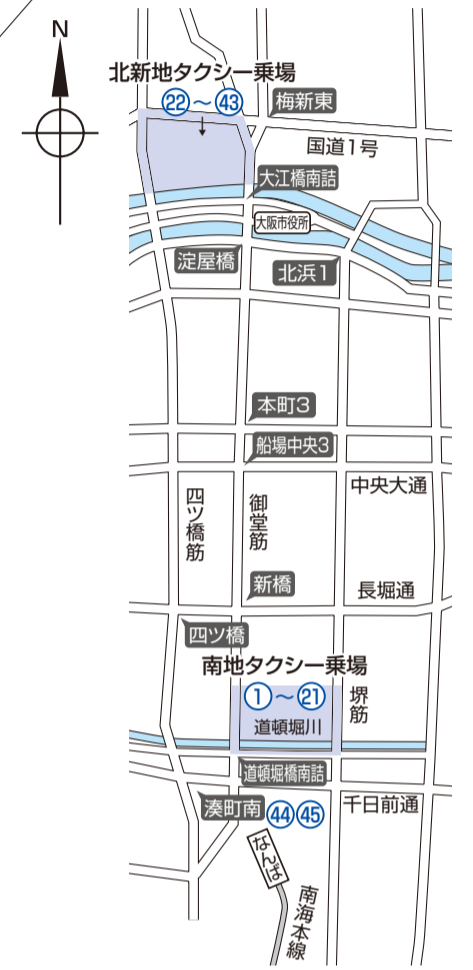 N
北新地タクシー乗場
㉒～㊸
梅新東
国道1号
大江橋南詰
大阪市役所
淀屋橋
北浜1
本町3
船場中央3
中央大通
四ツ橋筋
御堂筋
新橋
長堀通
四ツ橋
南地タクシー乗場
①～㉑
道頓堀川
堺筋
道頓堀橋南詰
湊町南
㊹㊺
千日前通
なんば
南海本線